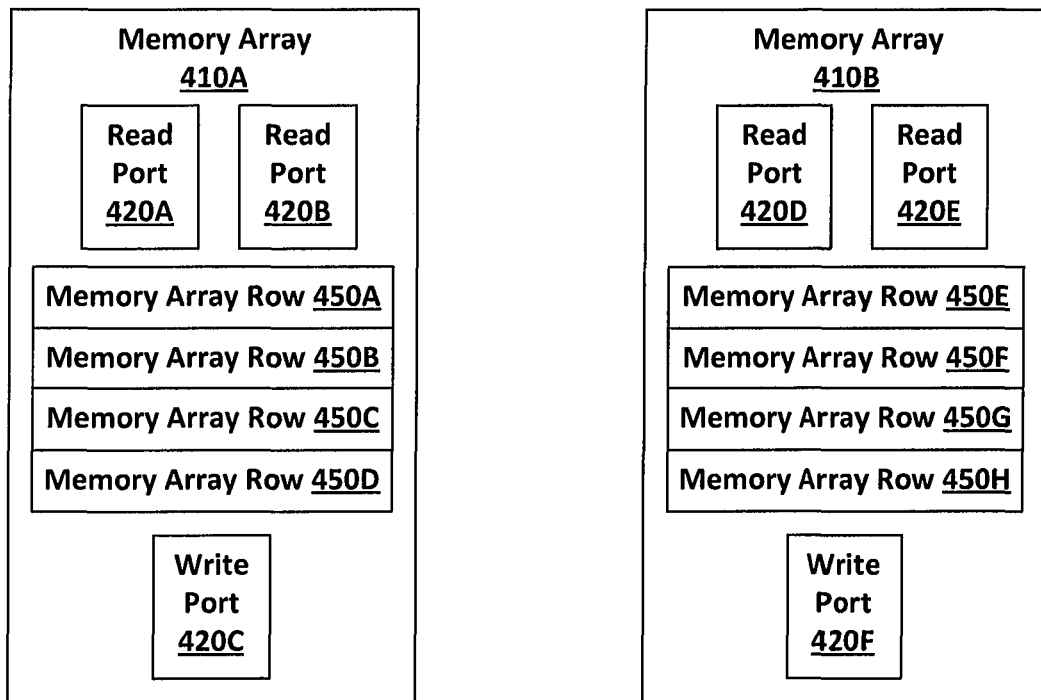 Memory Array
410A
Read
Port
420A
Read
Port
420B
Memory Array Row 450A
Memory Array Row 450B
Memory Array Row 450C
Memory Array Row 450D
Write
Port
420C
Memory Array
410B
Read
Port
420D
Read
Port
420E
Memory Array Row 450E
Memory Array Row 450F
Memory Array Row 450G
Memory Array Row 450H
Write
Port
420F